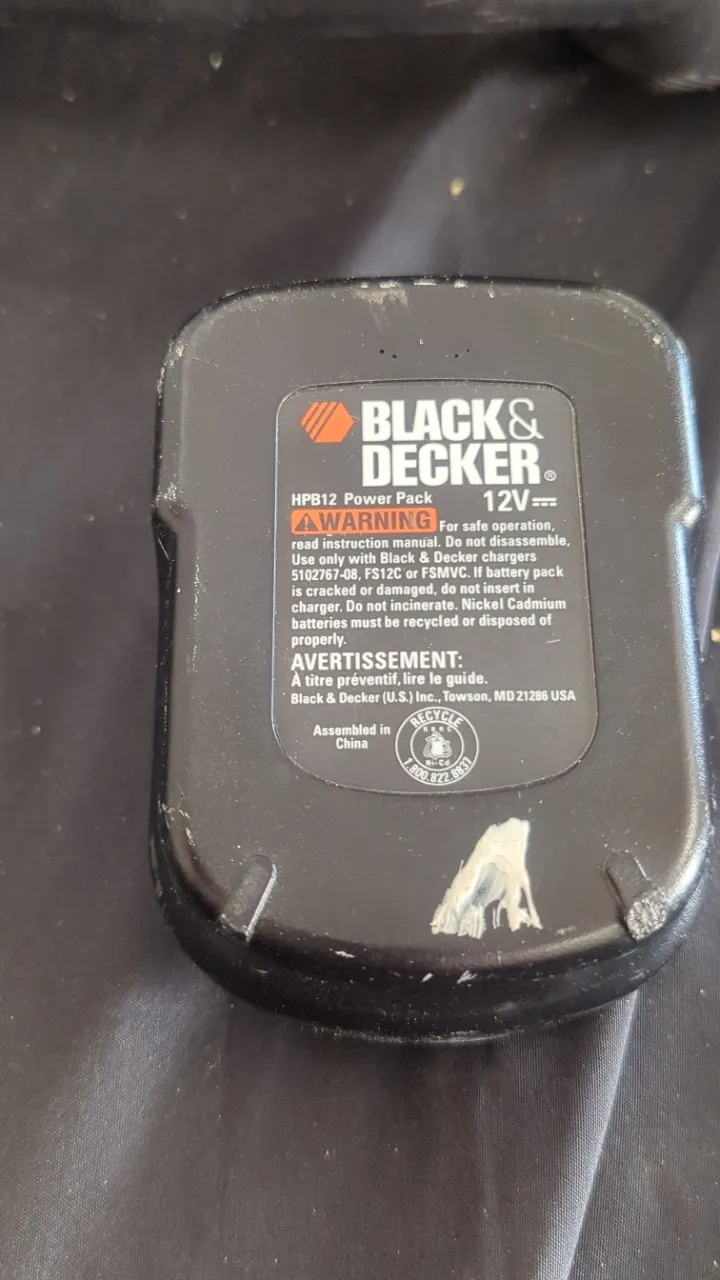 BLACK&
DECKER®
HPB12 Power Pack 12V
WARNING For safe operation,
read instruction manual. Do not disassemble,
Use only with Black & Decker chargers
5102767-08, FS12C or FSMVC. If battery pack
is cracked or damaged, do not insert in
charger. Do not incinerate. Nickel Cadmium
batteries must be recycled or disposed of
properly.
AVERTISSEMENT:
À titre préventif, lire le guide.
Black & Decker (U.S.) Inc., Towson, MD 21286 USA
Assembled in
China
RECYCLE
RBRC
Ni-Cd
1.800.822.8837